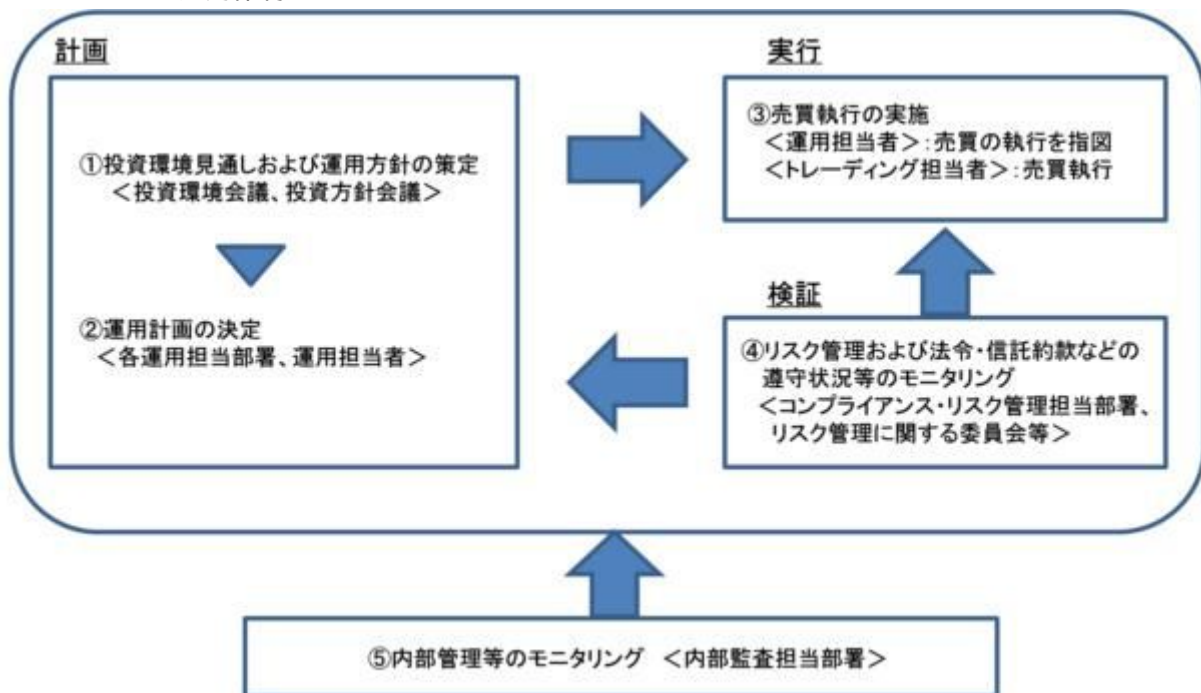 計画
①投資環境見通しおよび運用方針の策定
＜投資環境会議、投資方針会議＞
②運用計画の決定
＜各運用担当部署、運用担当者＞
実行
③売買執行の実施
＜運用担当者＞：売買の執行を指図
＜トレーディング担当者＞：売買執行
検証
④リスク管理および法令・信託約款などの
遵守状況等のモニタリング
＜コンプライアンス・リスク管理担当部署、
リスク管理に関する委員会等＞
⑤内部管理等のモニタリング ＜内部監査担当部署＞